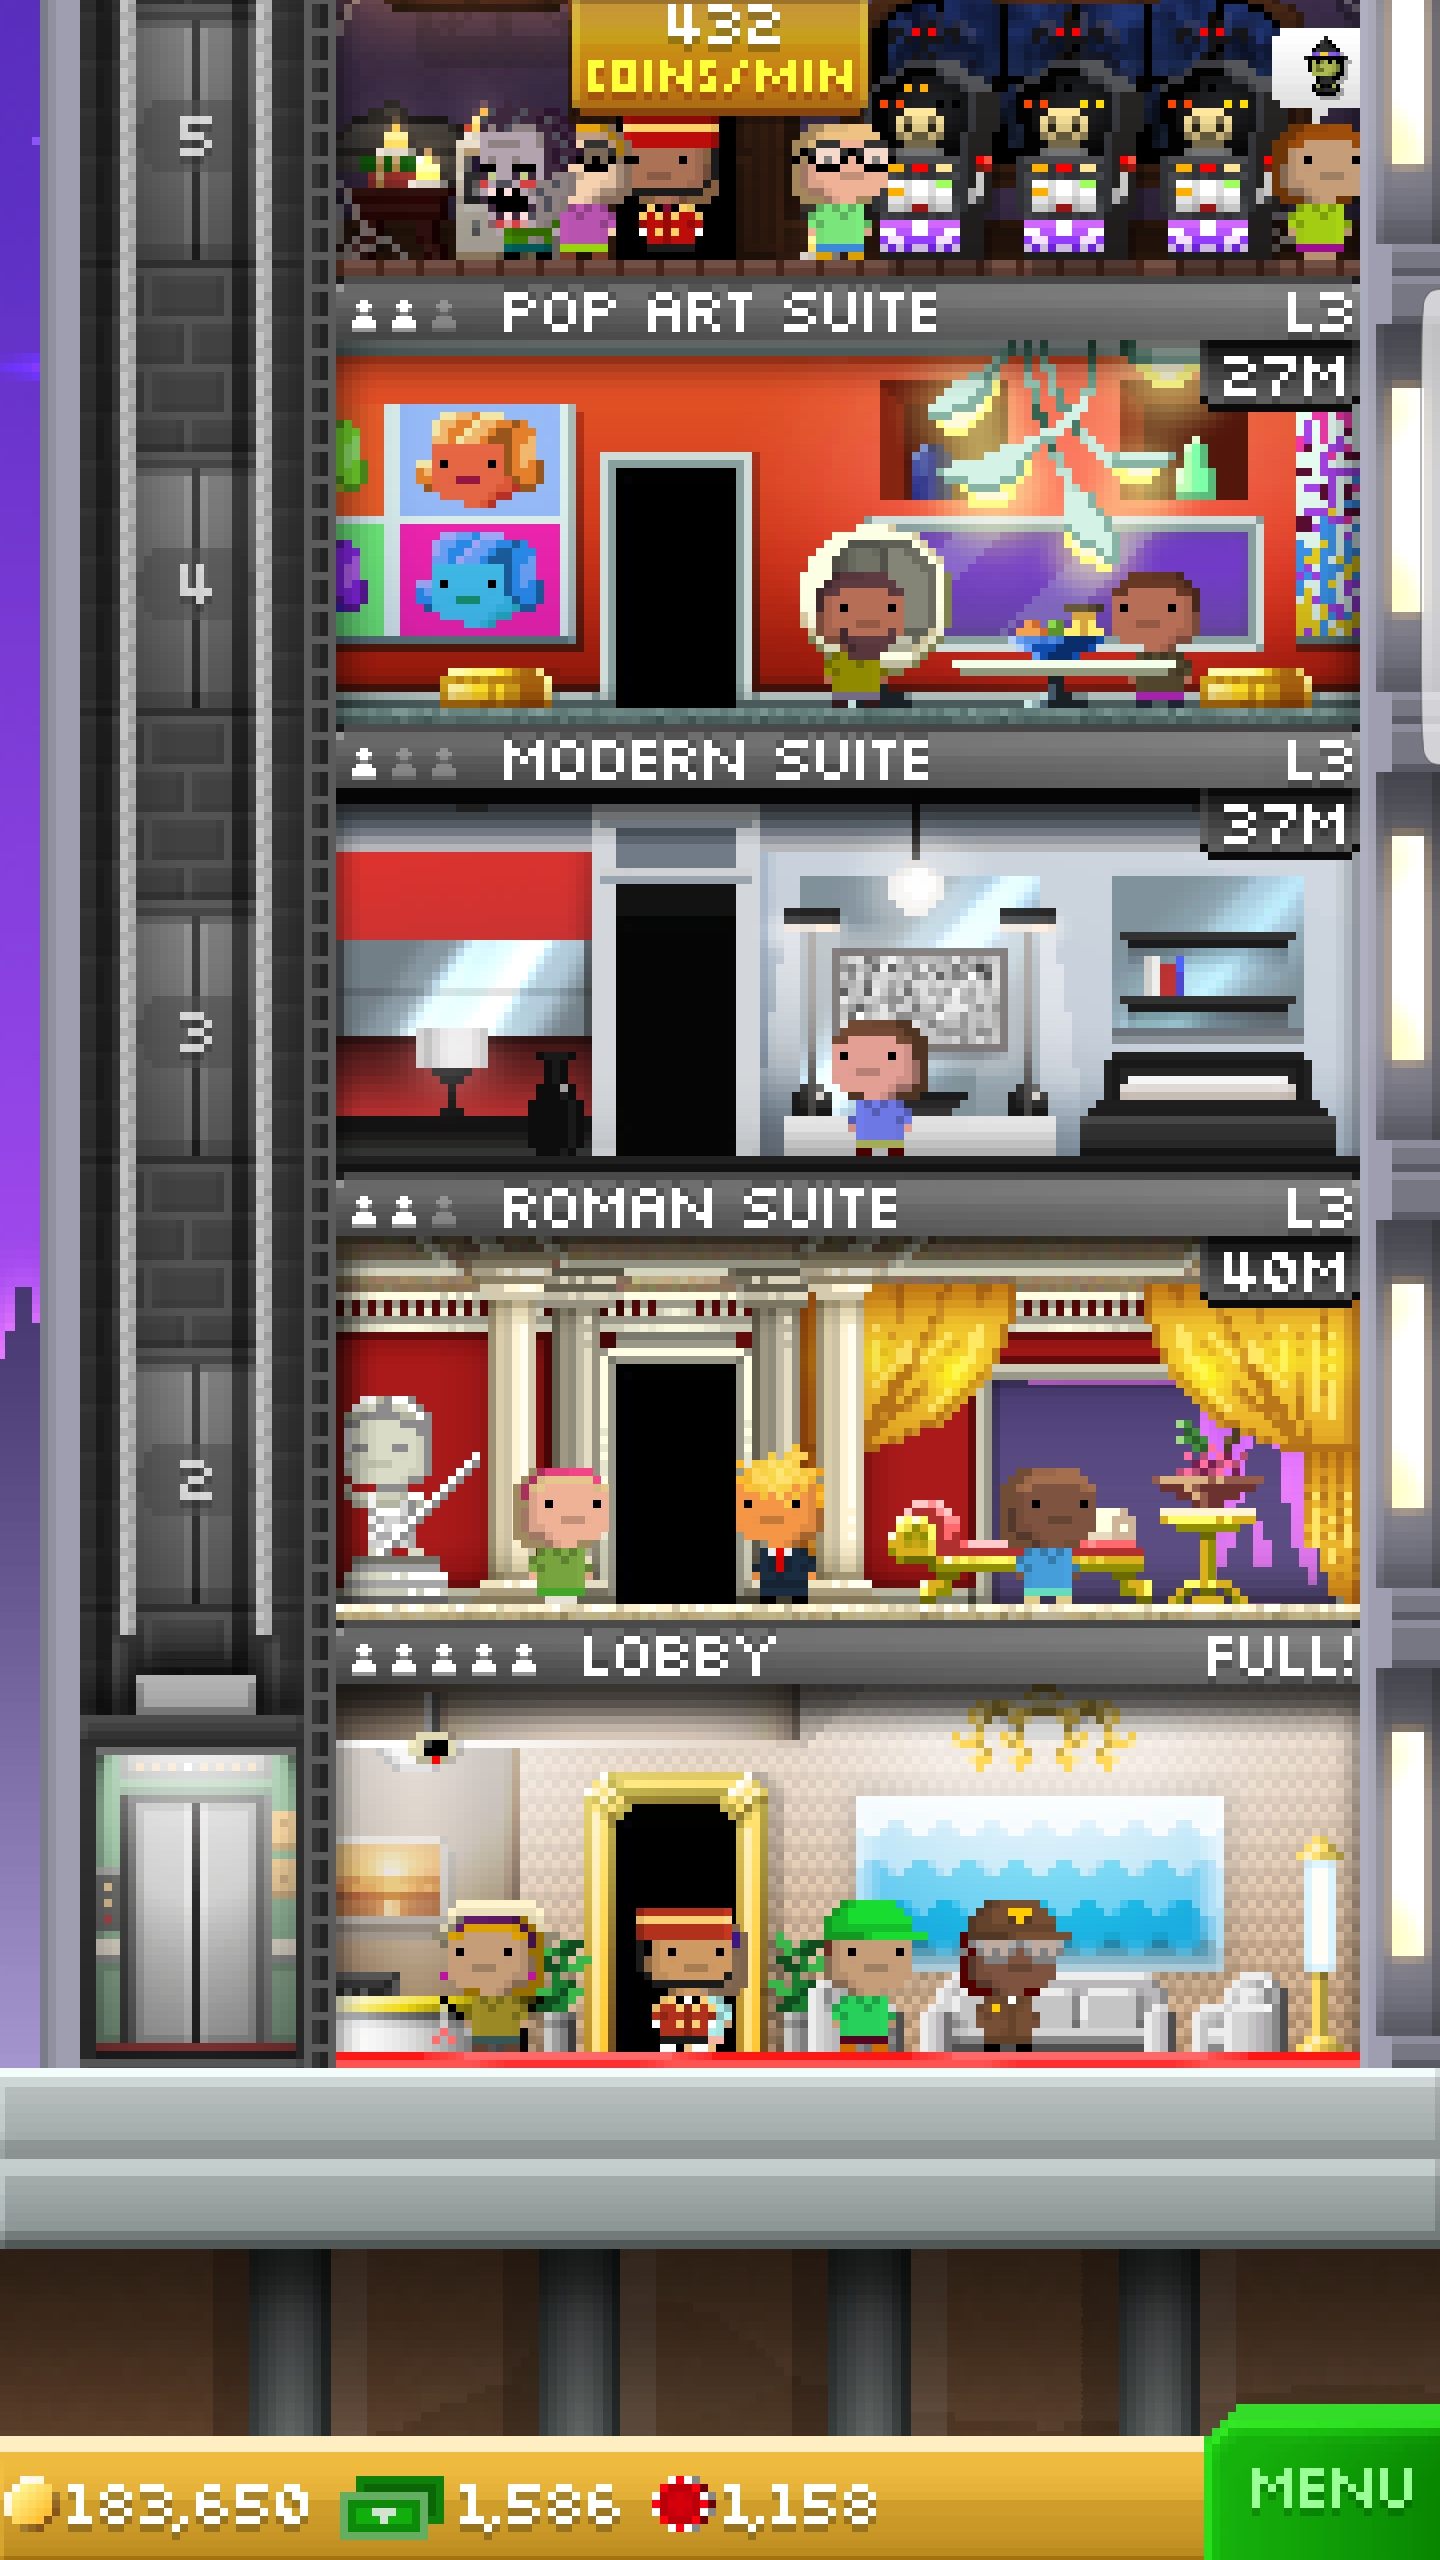 432
COINS/MIN
5
POP ART SUITE L3
27M
4
MODERN SUITE L3
37M
3
ROMAN SUITE L3
40M
2
LOBBY FULL!
183,650 1,586 1,158
MENU